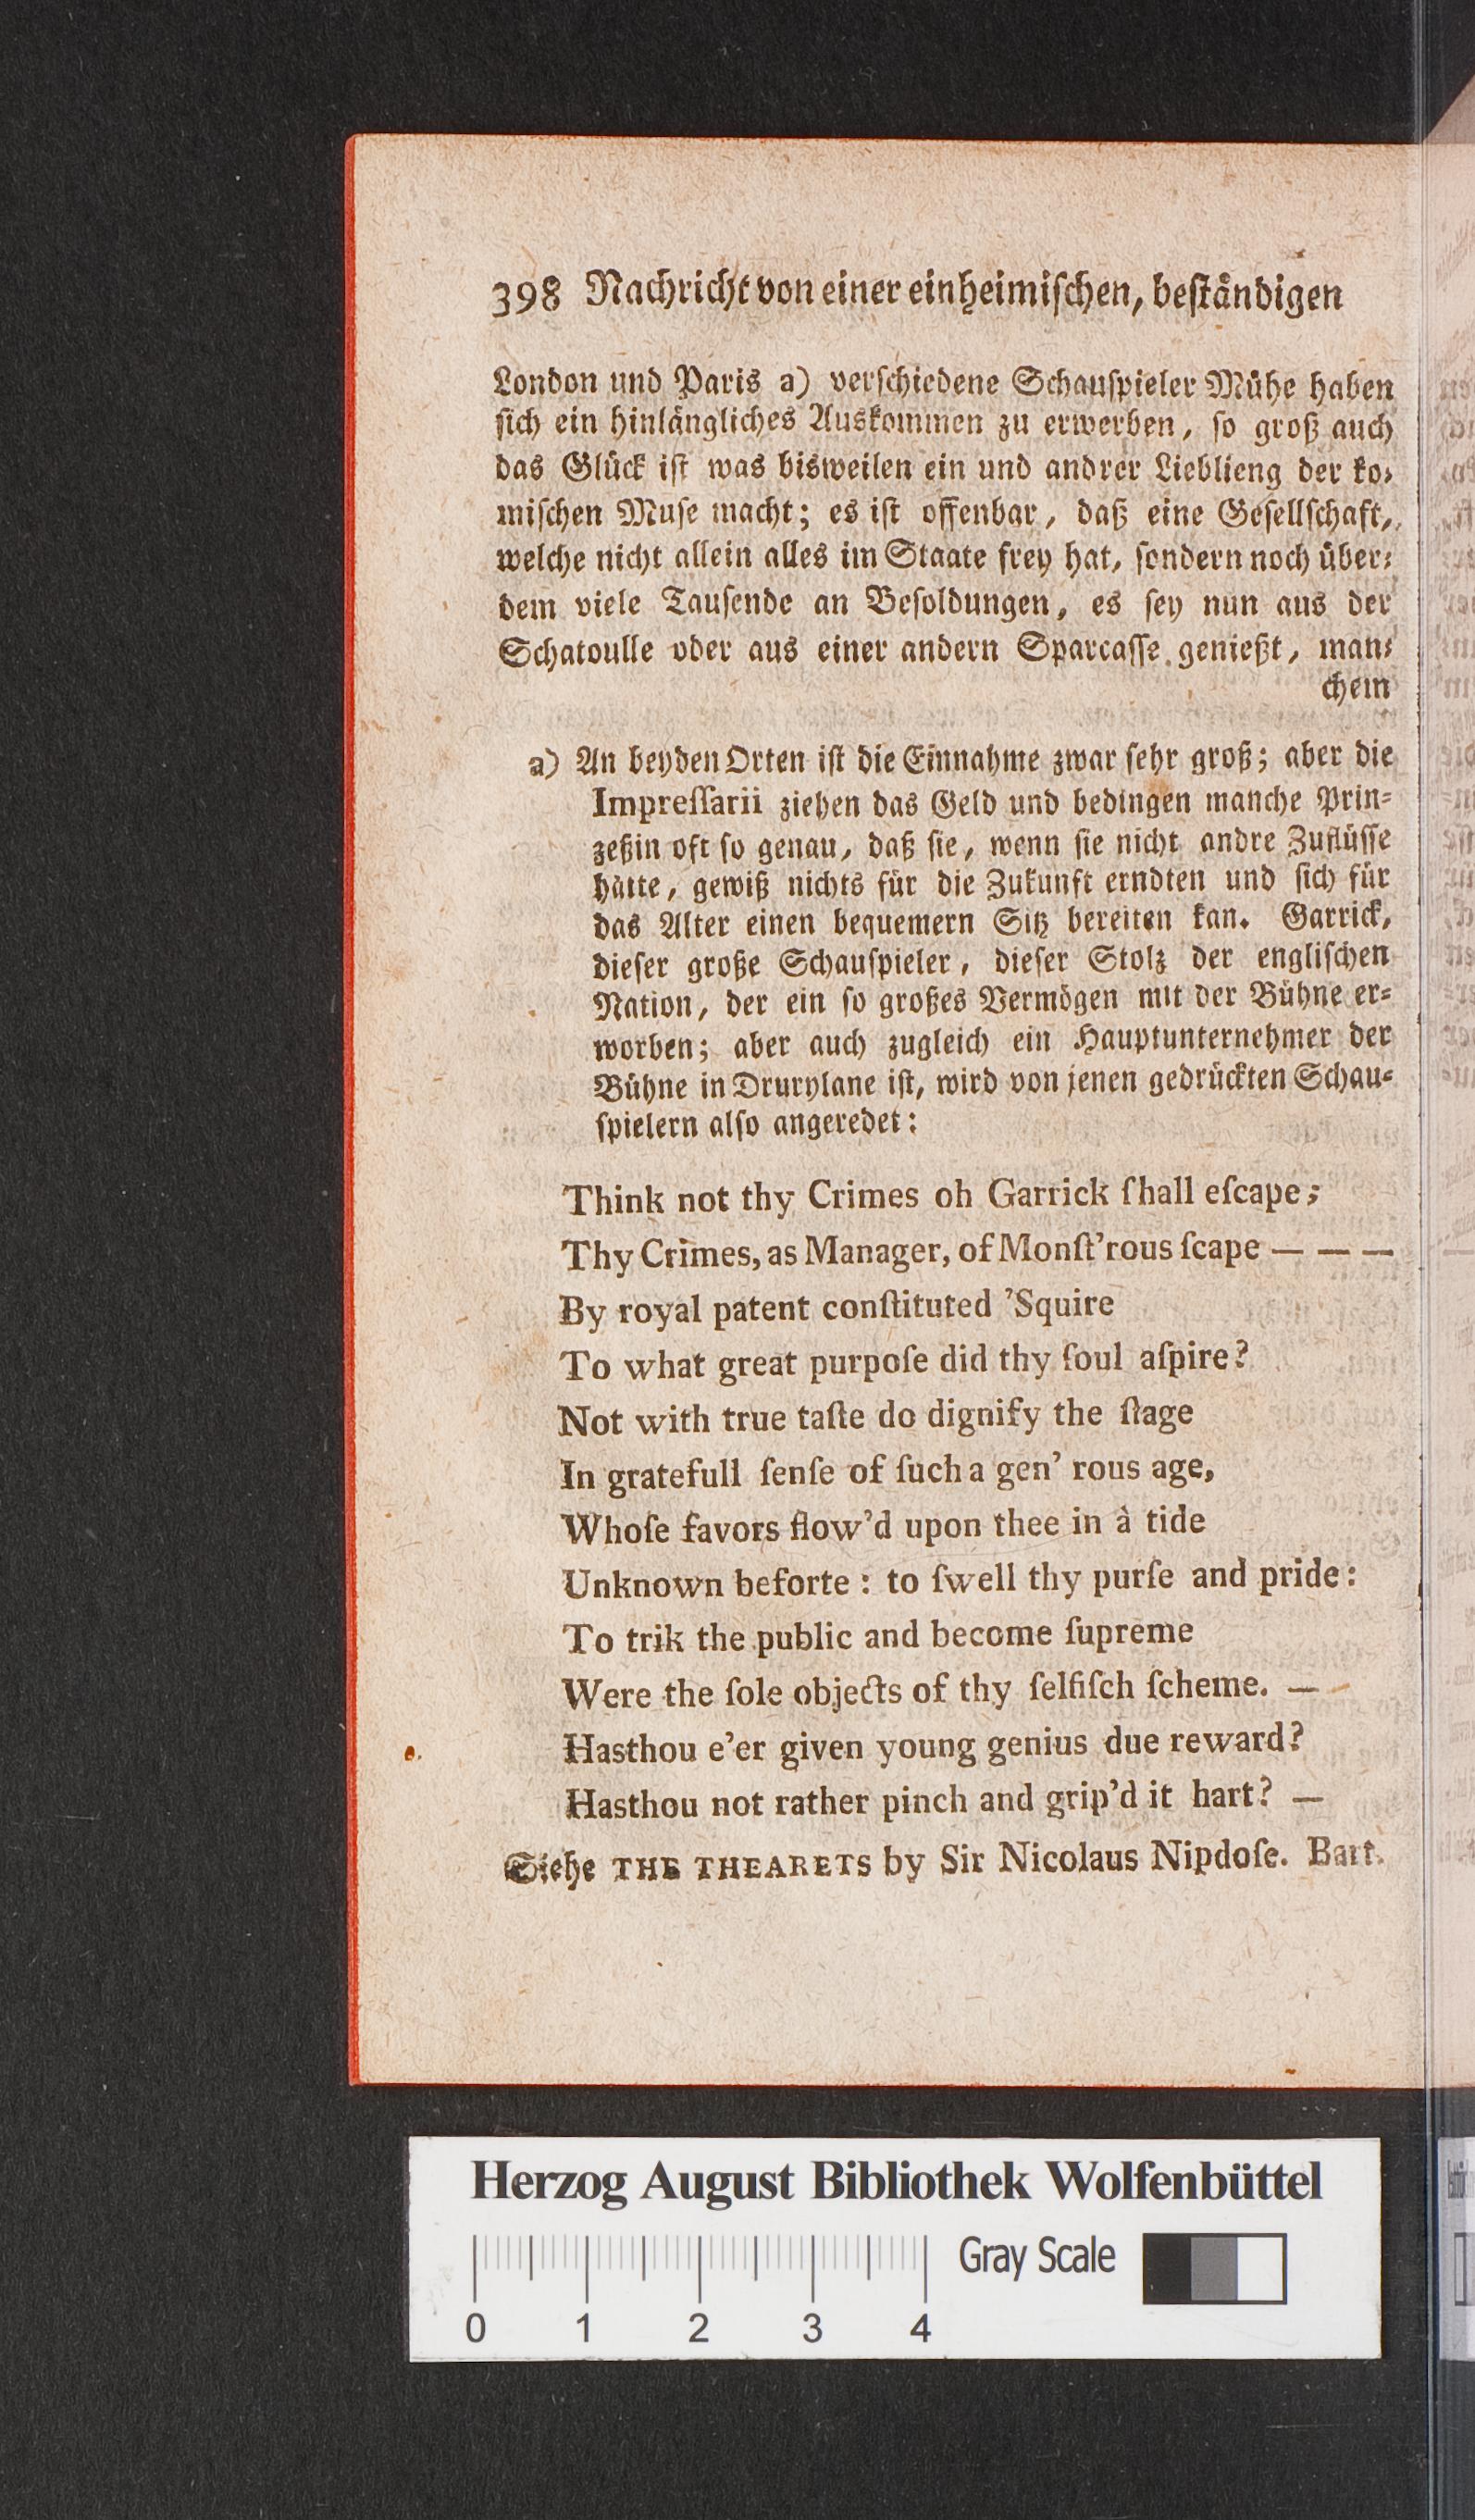 398 Nachricht von einer einheimiſchen, beſtändigen
London und Paris a) verſchiedene Schauſpieler Mühe haben
ſich ein hinlängliches Auskommen zu erwerben, ſo groß auch
das Glück iſt was bisweilen ein und andrer Lieblieng der ko⸗
miſchen Muſe macht; es iſt offenbar, daß eine Geſellſchaft,
welche nicht allein alles im Staate frey hat, ſondern noch über⸗
dem viele Tauſende an Beſoldungen, es ſey nun aus der
Schatoulle oder aus einer andern Sparcaſſe genießt, man⸗
chem
a) An beyden Orten iſt die Einnahme zwar ſehr groß; aber die
Impreſſarii ziehen das Geld und bedingen manche Prin⸗
zeßin oft ſo genau, daß ſie, wenn ſie nicht andre Zuflüſſe
hätte, gewiß nichts für die Zukunft erndten und ſich für
das Alter einen bequemern Sitz bereiten kan. Garrick,
dieſer große Schauſpieler, dieſer Stolz der engliſchen
Nation, der ein ſo großes Vermögen mit der Bühne er⸗
worben; aber auch zugleich ein Hauptunternehmer der
Bühne in Drurylane iſt, wird von jenen gedrückten Schau⸗
ſpielern alſo angeredet:
Think not thy Crimes oh Garrick ſhall eſcape;
Thy Crimes, as Manager, of Monſt'rous ſcape — — —
By royal patent conſtituted 'Squire
To what great purpoſe did thy ſoul aſpire?
Not with true taſte do dignify the ſtage
In gratefull ſenſe of ſuch a gen' rous age,
Whoſe favors flow'd upon thee in à tide
Unknown beforte: to ſwell thy purſe and pride:
To trik the public and become ſupreme
Were the ſole objects of thy ſelfiſch ſcheme. —
Hasthou e'er given young genius due reward?
Hasthou not rather pinch and grip'd it hart? —
Siehe THE THEARETS by Sir Nicolaus Nipdoſe. Bart.
Herzog August Bibliothek Wolfenbüttel
Gray Scale
0 1 2 3 4